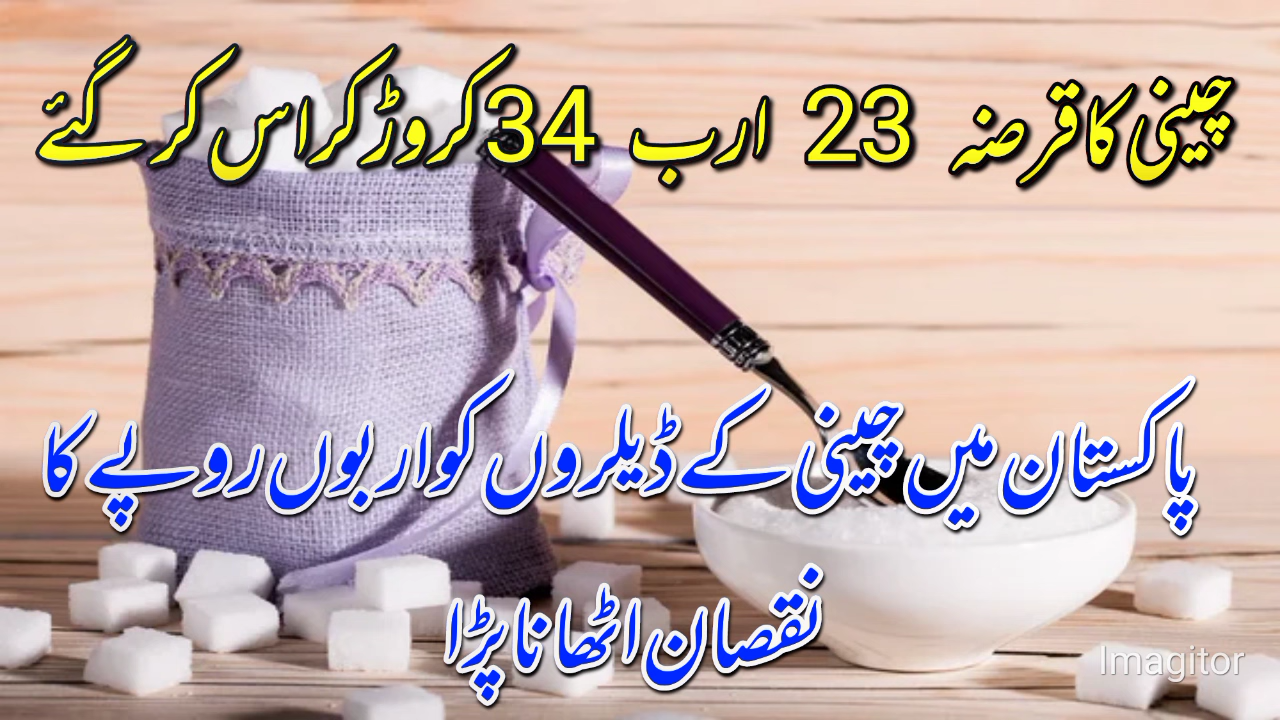 چینی کا قرضہ 23 ارب 34 کروڑ کراس کر گئے
پاکستان میں چینی کے ڈیلروں کو اربوں روپے کا
نقصان اٹھانا پڑا
Imagitor